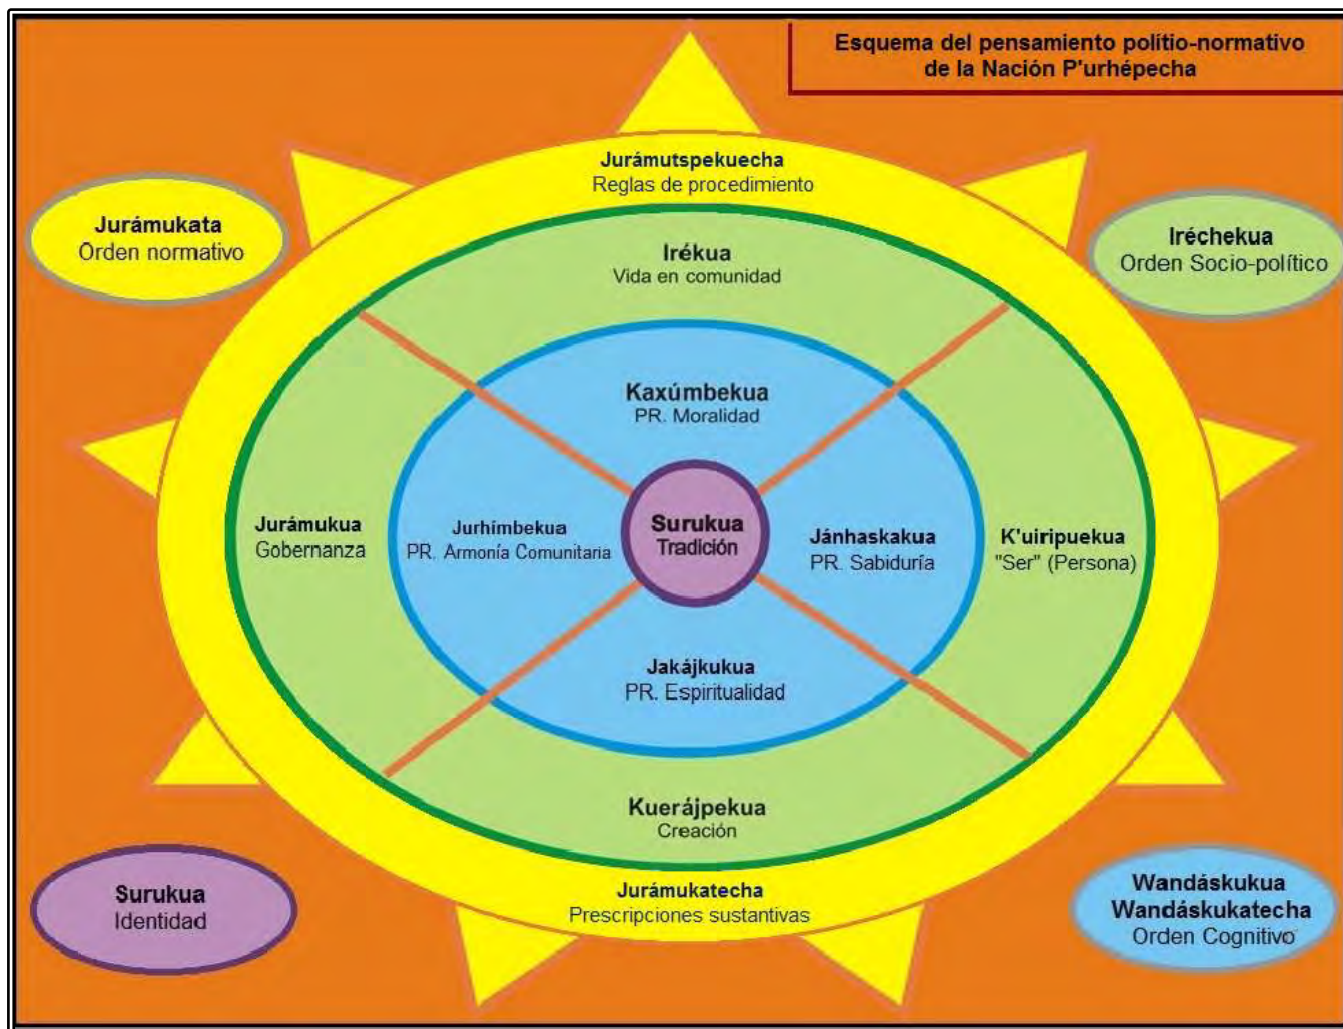 Esquema del pensamiento polítio-normativo
de la Nación P'urhépecha
Jurámutspekuecha
Reglas de procedimiento
Jurámukata
Orden normativo
Iréchekua
Orden Socio-político
Irékua
Vida en comunidad
Kaxúmbekua
PR. Moralidad
Jurámukua
Gobernanza
Jurhímbekua
PR. Armonía Comunitaria
Surukua
Tradición
Jánhaskakua
PR. Sabiduría
K'uiripuekua
"Ser" (Persona)
Jakájkukua
PR. Espiritualidad
Kuerájpekua
Creación
Jurámukatecha
Prescripciones sustantivas
Surukua
Identidad
Wandáskukua
Wandáskukatecha
Orden Cognitivo